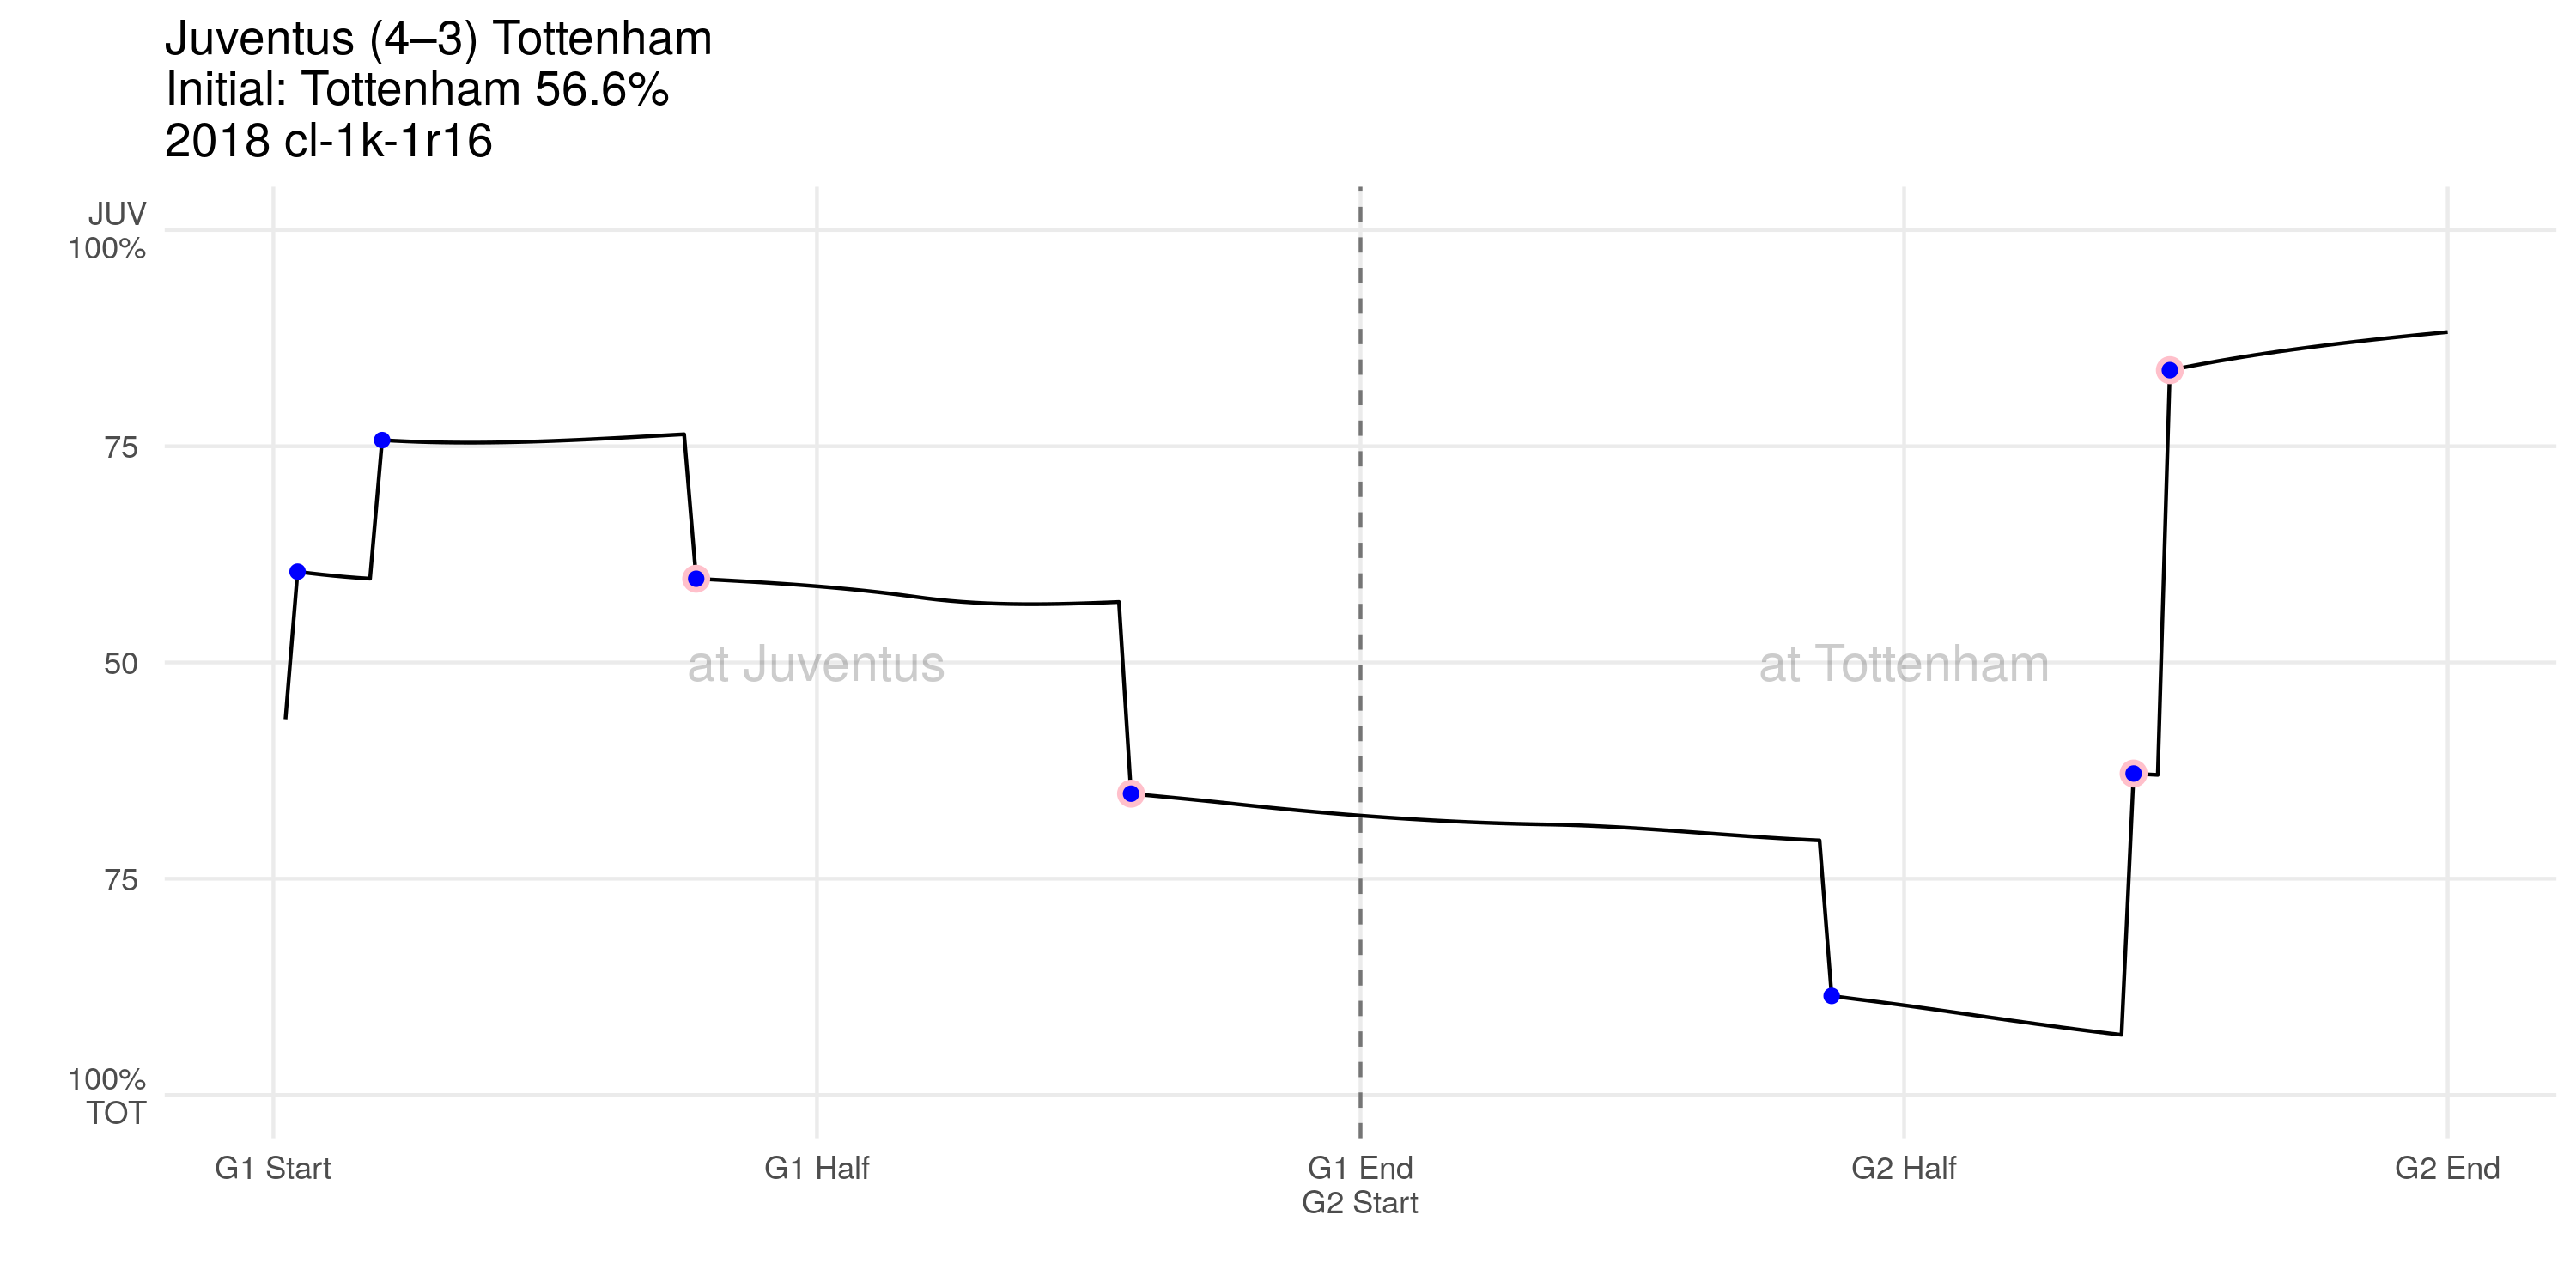 Juventus (4–3) Tottenham
Initial: Tottenham 56.6%
2018 cl-1k-1r16
JUV
100%
75
50
at Juventus
at Tottenham
75
100%
TOT
G1 Start
G1 Half
G1 End
G2 Start
G2 Half
G2 End